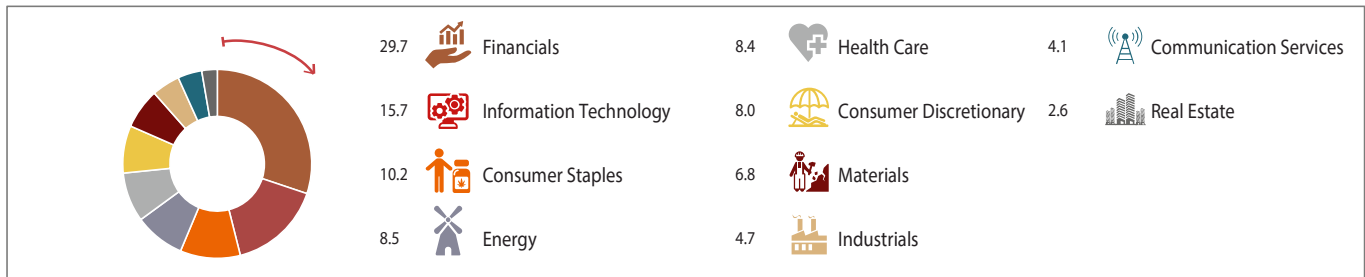 29.7 Financials
15.7 Information Technology
10.2 Consumer Staples
8.5 Energy
8.4 Health Care
8.0 Consumer Discretionary
6.8 Materials
4.7 Industrials
4.1 Communication Services
2.6 Real Estate